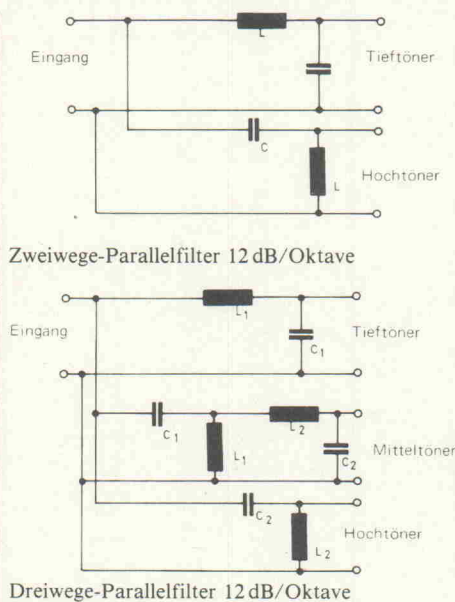 L
Eingang
Tieftöner
C
L
Hochtöner
Zweiwege-Parallelfilter 12 dB/Oktave
L1
Eingang
Tieftöner
C1
L2
C1
L1
C2
Mitteltöner
C2
Hochtöner
L2
Dreiwege-Parallelfilter 12 dB/Oktave